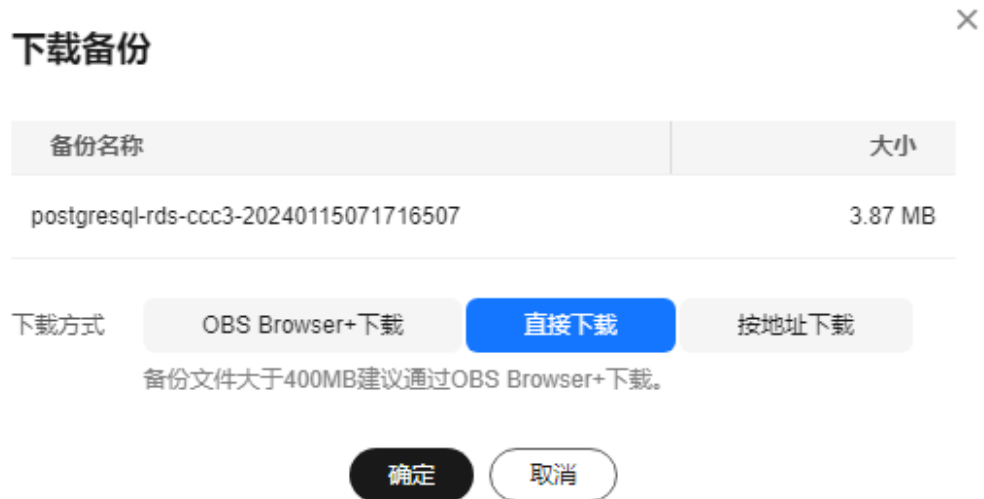 下载备份
备份名称 大小
postgresql-rds-ccc3-20240115071716507 3.87 MB
下载方式 OBS Browser+下载 直接下载 按地址下载
备份文件大于400MB建议通过OBS Browser+下载。
确定 取消